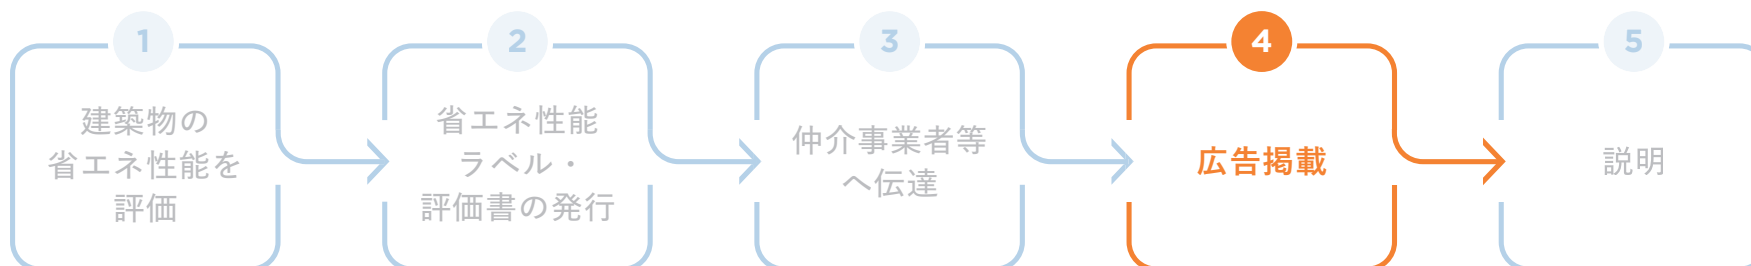 1
建築物の
省エネ性能を
評価
2
省エネ性能
ラベル・
評価書の発行
3
仲介事業者等
へ伝達
4
広告掲載
5
説明